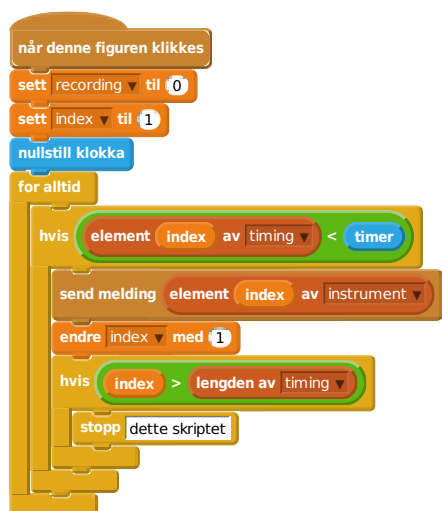 når denne figuren klikkes
sett recording til 0
sett index til 1
nullstill klokka
for alltid
hvis element index av timing < timer
send melding element index av instrument
endre index med 1
hvis index > lengden av timing
stopp dette skriptet